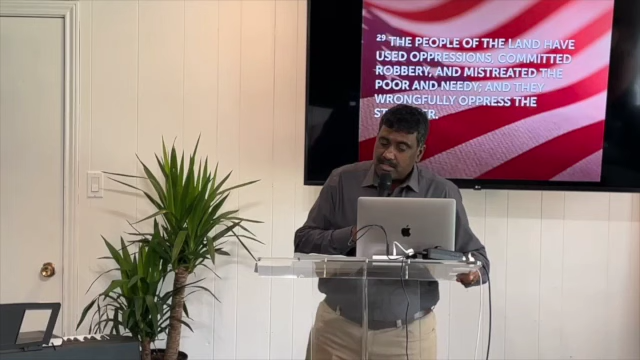 29 THE PEOPLE OF THE LAND HAVE
USED OPPRESSIONS, COMMITTED
ROBBERY, AND MISTREATED THE
POOR AND NEEDY; AND THEY
WRONGFULLY OPPRESS THE